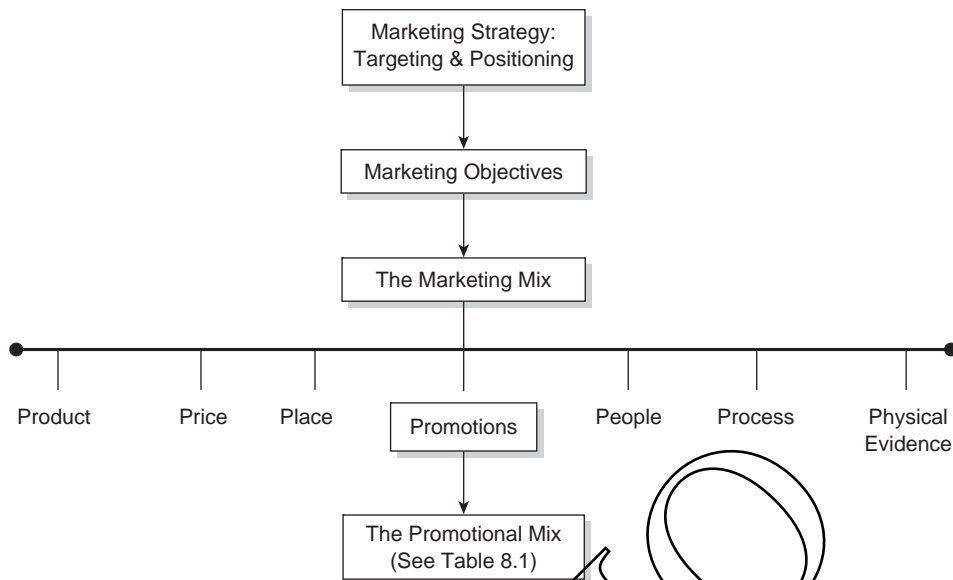 Marketing Strategy:
Targeting & Positioning
Marketing Objectives
The Marketing Mix
Product
Price
Place
Promotions
People
Process
Physical
Evidence
The Promotional Mix
(See Table 8.1)